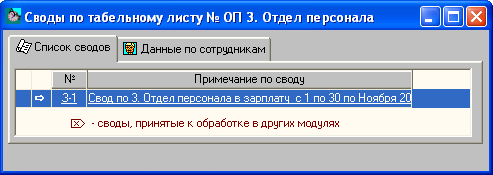 Своды по табельному листу № ОП 3. Отдел персонала
Список сводов Данные по сотрудникам
№ Примечание по своду
3-1 Свод по 3. Отдел персонала в зарплату с 1 по 30 по Ноября 20
- своды, принятые к обработке в других модулях